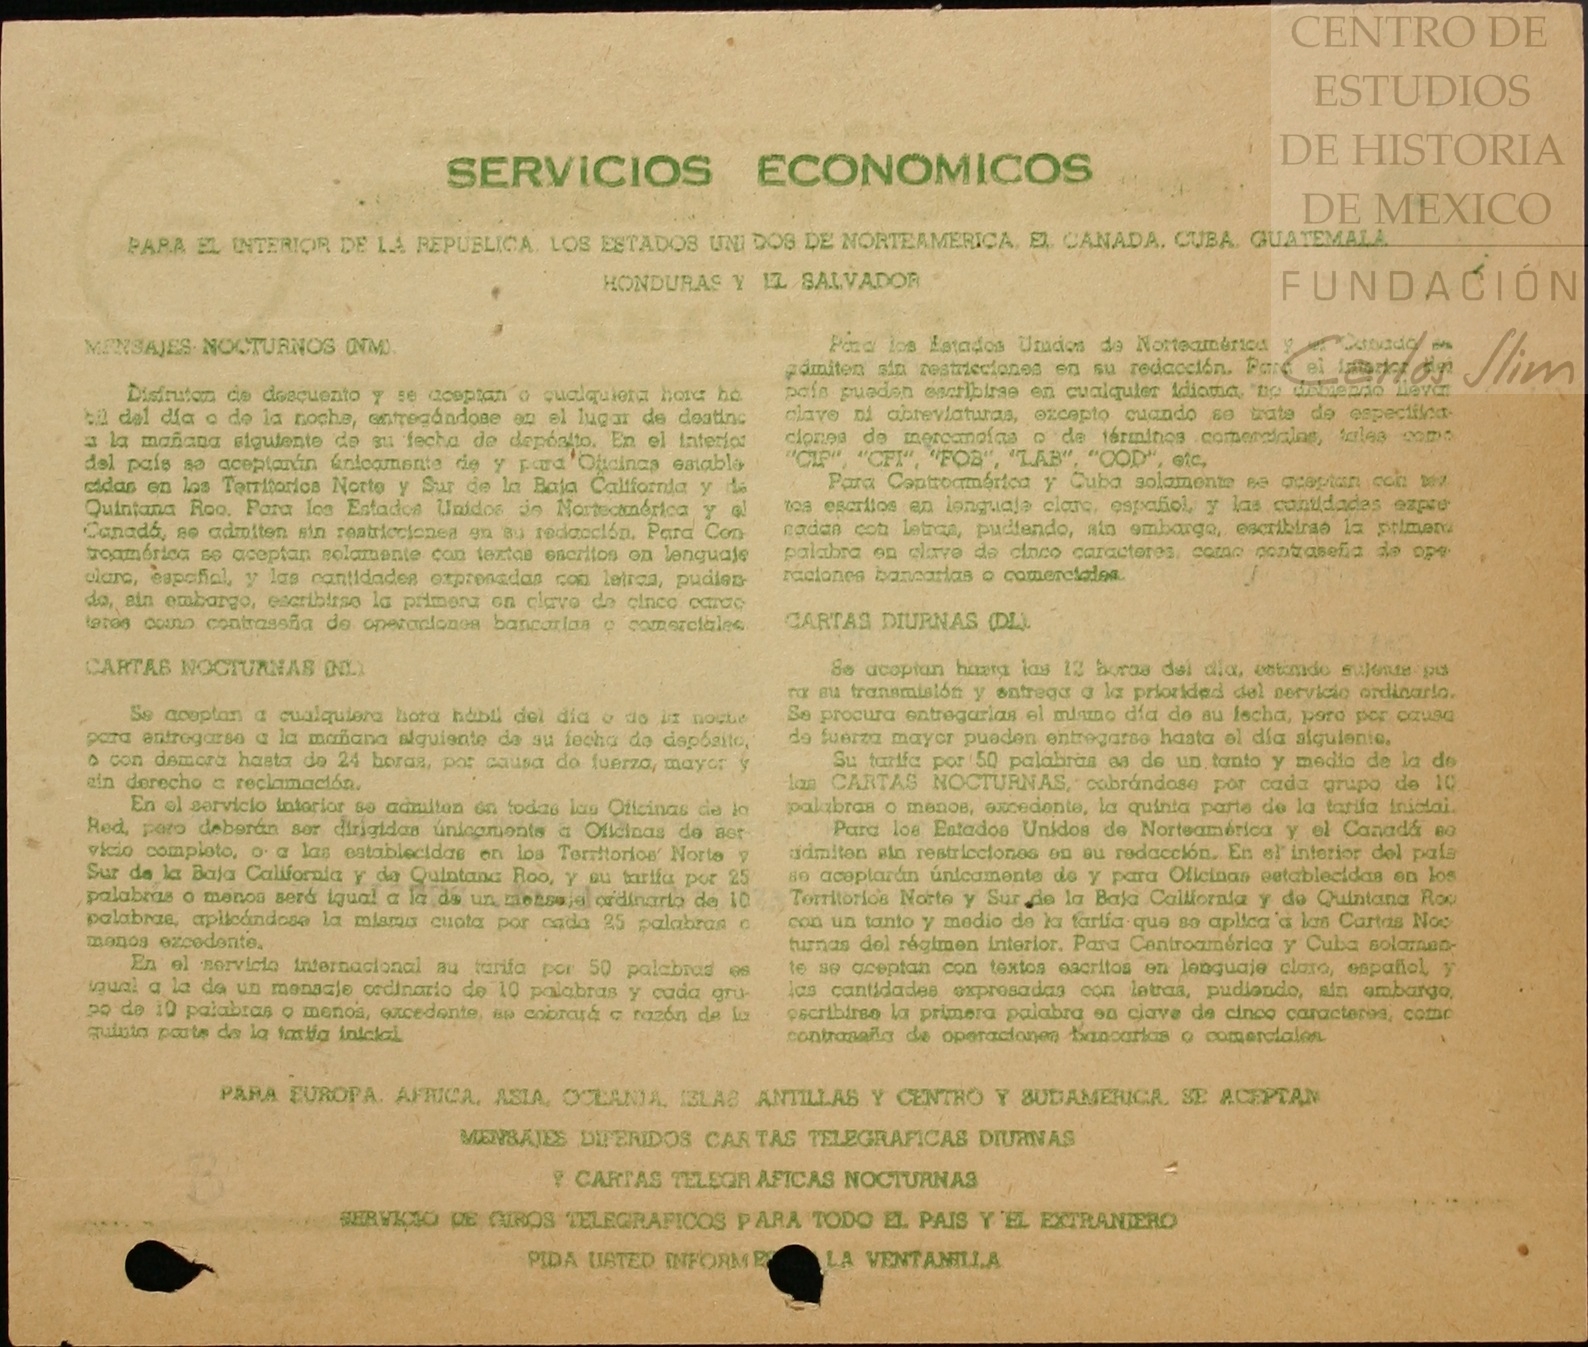 CENTRO DE
ESTUDIOS
DE HISTORIA
DE MEXICO
FUNDACIÓN
Carlos Slim
SERVICIOS ECONOMICOS
PARA EL INTERIOR DE LA REPUBLICA, LOS ESTADOS UNIDOS DE NORTEAMERICA, EL CANADA, CUBA, GUATEMALA
HONDURAS Y EL SALVADOR
MENSAJES NOCTURNOS (NM).
Disfrutan de descuento y se aceptan a cualquiera hora há
bil del día o de la noche, entregándose en el lugar de destino
a la mañana siguiente de su fecha de depósito. En el interior
del país se aceptarán únicamente de y para Oficinas estable
cidas en los Territorios Norte y Sur de la Baja California y de
Quintana Roo. Para los Estados Unidos de Norteamérica y el
Canadá, se admiten sin restricciones en su redacción. Para Cen
troamérica se aceptan solamente con textos escritos en lenguaje
claro, español, y las cantidades expresadas con letras, pudien-
do, sin embargo, escribirse la primera en clave de cinco carac
teres como contraseña de operaciones bancarias o comerciales.
CARTAS NOCTURNAS (NL)
Se aceptan a cualquiera hora hábil del día o de la noche
para entregarse a la mañana siguiente de su fecha de depósito,
o con demora hasta de 24 horas, por causa de fuerza, mayor y
sin derecho a reclamación.
En el servicio interior se admiten en todas las Oficinas de la
Red, pero deberán ser dirigidas únicamente a Oficinas de ser
vicio completo, o a las establecidas en los Territorios Norte y
Sur de la Baja California y de Quintana Roo, y su tarifa por 25
palabras o menos será igual a la de un mensaje ordinario de 10
palabras, aplicándose la misma cuota por cada 25 palabras o
menos excedente.
En el servicio internacional su tarifa por 50 palabras es
igual a la de un mensaje ordinario de 10 palabras y cada gru-
po de 10 palabras o menos, excedente, se cobrará a razón de la
quinta parte de la tarifa inicial.
Para los Estados Unidos de Norteamérica y el Canadá se
admiten sin restricciones en su redacción. Para el interior del
país pueden escribirse en cualquier idioma, no debiendo llevar
clave ni abreviaturas, excepto cuando se trate de especifica-
ciones de mercancías o de términos comerciales, tales como
"CIF", "CFI", "FOB", "LAB", "COD", etc.
Para Centroamérica y Cuba solamente se aceptan con tex
tos escritos en lenguaje claro, español, y las cantidades expre-
sadas con letras, pudiendo, sin embargo, escribirse la primera
palabra en clave de cinco caracteres, como contraseña de ope-
raciones bancarias o comerciales.
CARTAS DIURNAS (DL).
Se aceptan hasta las 12 horas del día, estando sujetas pa
ra su transmisión y entrega a la prioridad del servicio ordinario.
Se procura entregarlas el mismo día de su fecha, pero por causa
de fuerza mayor pueden entregarse hasta el día siguiente.
Su tarifa por 50 palabras es de un tanto y medio de la de
las CARTAS NOCTURNAS, cobrándose por cada grupo de 10
palabras o menos, excedente, la quinta parte de la tarifa inicial.
Para los Estados Unidos de Norteamérica y el Canadá se
admiten sin restricciones en su redacción. En el interior del país
se aceptarán únicamente de y para Oficinas establecidas en los
Territorios Norte y Sur de la Baja California y de Quintana Roo
con un tanto y medio de la tarifa que se aplica a las Cartas Noc-
turnas del régimen interior. Para Centroamérica y Cuba solamen-
te se aceptan con textos escritos en lenguaje claro, español, y
las cantidades expresadas con letras, pudiendo, sin embargo,
escribirse la primera palabra en clave de cinco caracteres, como
contraseña de operaciones bancarias o comerciales.
PARA EUROPA, AFRICA, ASIA, OCEANIA, ISLAS ANTILLAS Y CENTRO Y SUDAMERICA, SE ACEPTAN
MENSAJES DIFERIDOS CARTAS TELEGRAFICAS DIURNAS
Y CARTAS TELEGRAFICAS NOCTURNAS
SERVICIO DE GIROS TELEGRAFICOS PARA TODO EL PAIS Y EL EXTRANJERO
PIDA USTED INFORMES LA VENTANILLA